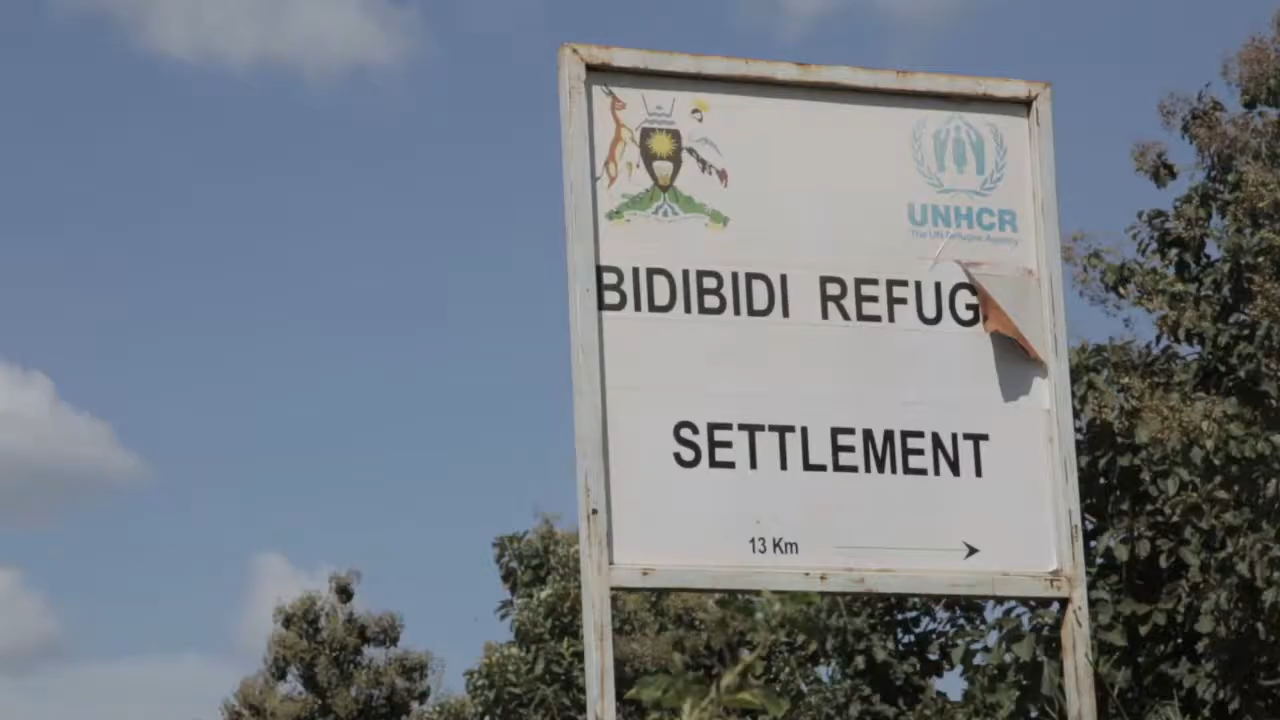 UNHCR
The UN Refugee Agency
BIDIBIDI REFUG
SETTLEMENT
13 Km